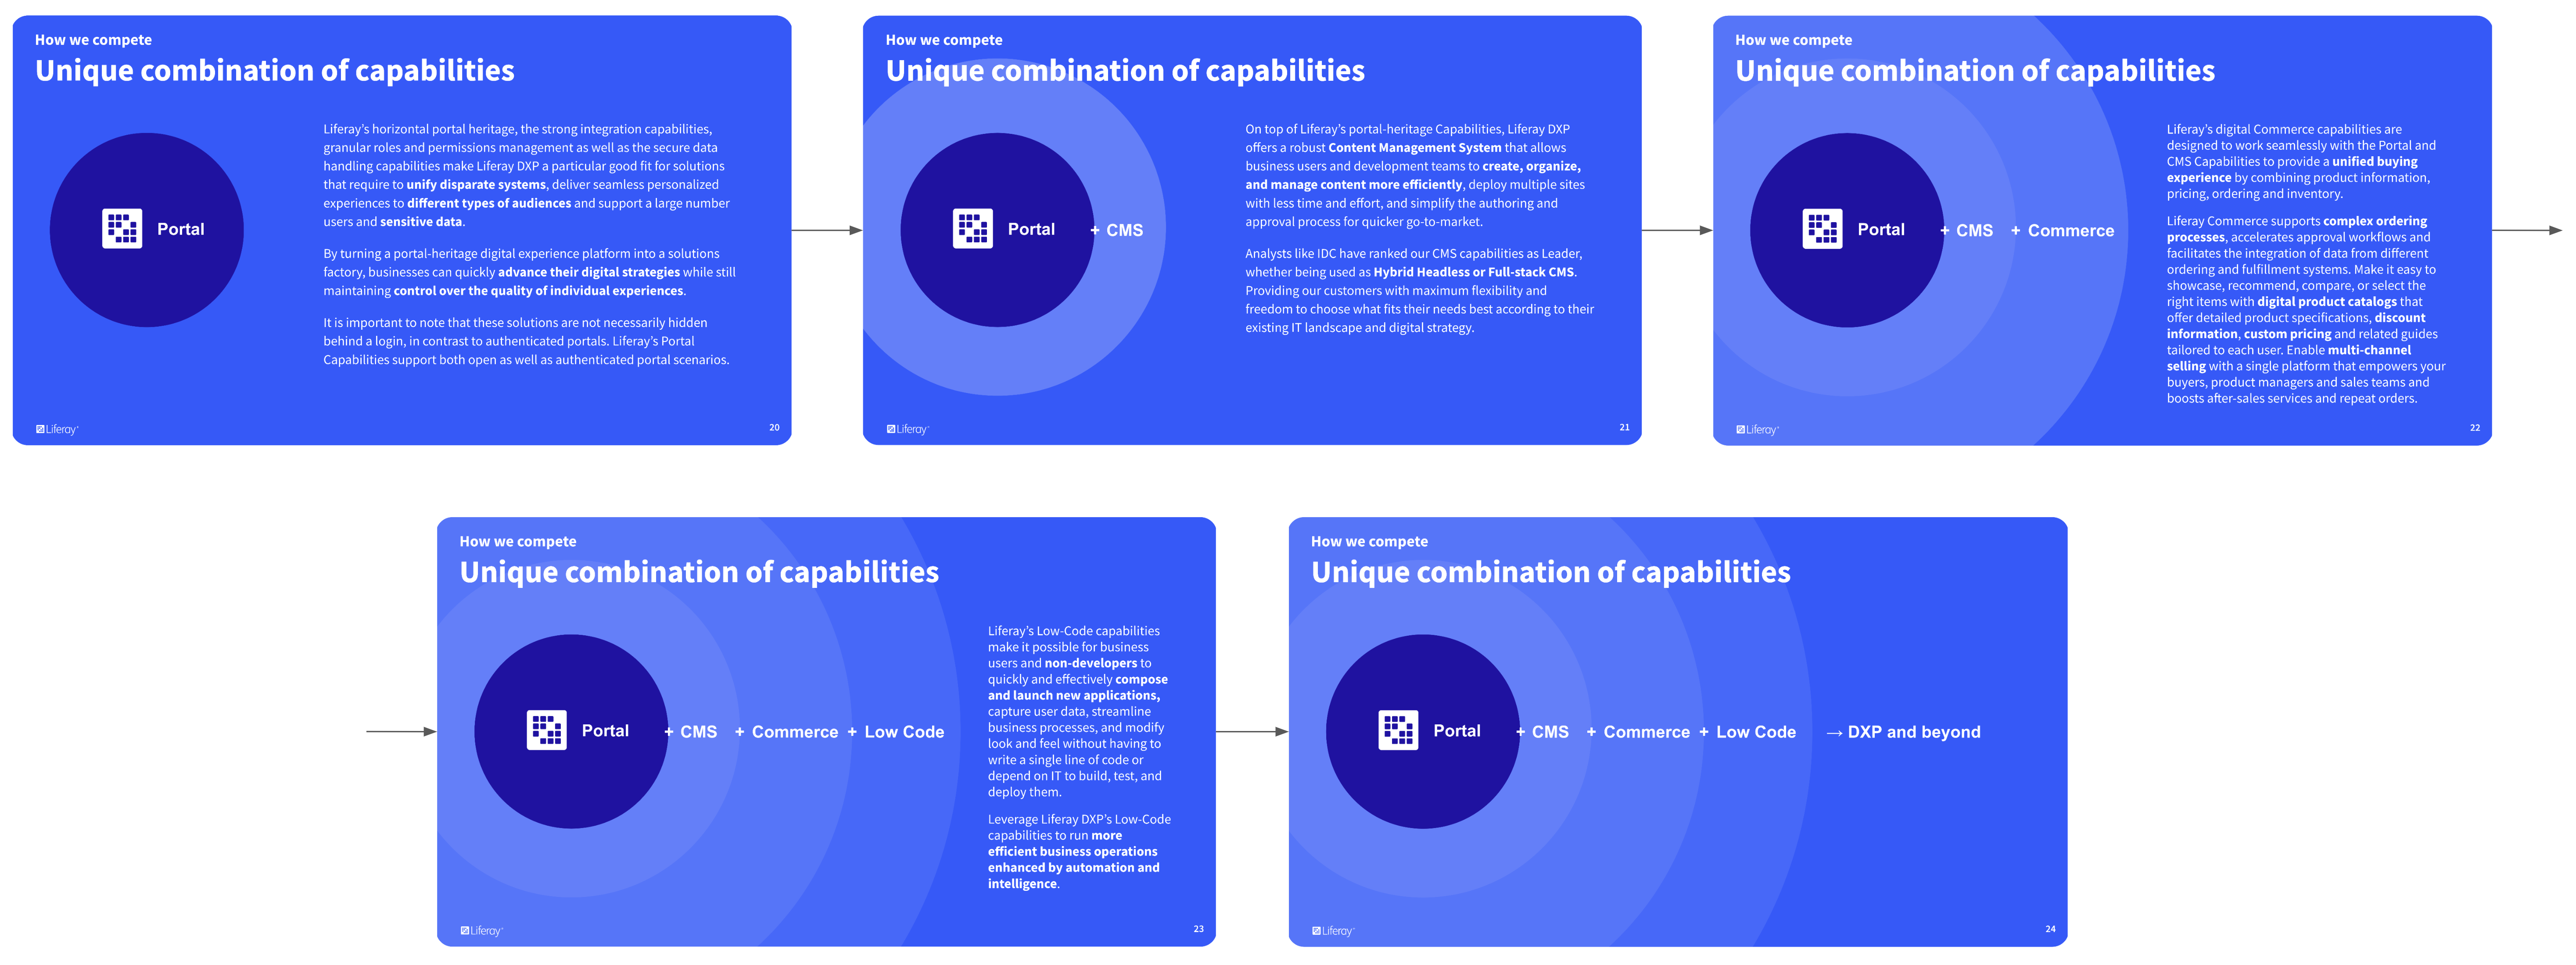 How we compete
Unique combination of capabilities
Portal
Liferay’s horizontal portal heritage, the strong integration capabilities,
granular roles and permissions management as well as the secure data
handling capabilities make Liferay DXP a particular good fit for solutions
that require to unify disparate systems, deliver seamless personalized
experiences to different types of audiences and support a large number
users and sensitive data.
By turning a portal-heritage digital experience platform into a solutions
factory, businesses can quickly advance their digital strategies while still
maintaining control over the quality of individual experiences.
It is important to note that these solutions are not necessarily hidden
behind a login, in contrast to authenticated portals. Liferay’s Portal
Capabilities support both open as well as authenticated portal scenarios.
Liferay
20
How we compete
Unique combination of capabilities
Portal + CMS
On top of Liferay’s portal-heritage Capabilities, Liferay DXP
offers a robust Content Management System that allows
business users and development teams to create, organize,
and manage content more efficiently, deploy multiple sites
with less time and effort, and simplify the authoring and
approval process for quicker go-to-market.
Analysts like IDC have ranked our CMS capabilities as Leader,
whether being used as Hybrid Headless or Full-stack CMS.
Providing our customers with maximum flexibility and
freedom to choose what fits their needs best according to their
existing IT landscape and digital strategy.
Liferay
21
How we compete
Unique combination of capabilities
Portal + CMS + Commerce
Liferay’s digital Commerce capabilities are
designed to work seamlessly with the Portal and
CMS Capabilities to provide a unified buying
experience by combining product information,
pricing, ordering and inventory.
Liferay Commerce supports complex ordering
processes, accelerates approval workflows and
facilitates the integration of data from different
ordering and fulfillment systems. Make it easy to
showcase, recommend, compare, or select the
right items with digital product catalogs that
offer detailed product specifications, discount
information, custom pricing and related guides
tailored to each user. Enable multi-channel
selling with a single platform that empowers your
buyers, product managers and sales teams and
boosts after-sales services and repeat orders.
Liferay
22
How we compete
Unique combination of capabilities
Portal + CMS + Commerce + Low Code
Liferay’s Low-Code capabilities
make it possible for business
users and non-developers to
quickly and effectively compose
and launch new applications,
capture user data, streamline
business processes, and modify
look and feel without having to
write a single line of code or
depend on IT to build, test, and
deploy them.
Leverage Liferay DXP’s Low-Code
capabilities to run more
efficient business operations
enhanced by automation and
intelligence.
Liferay
23
How we compete
Unique combination of capabilities
Portal + CMS + Commerce + Low Code → DXP and beyond
Liferay
24